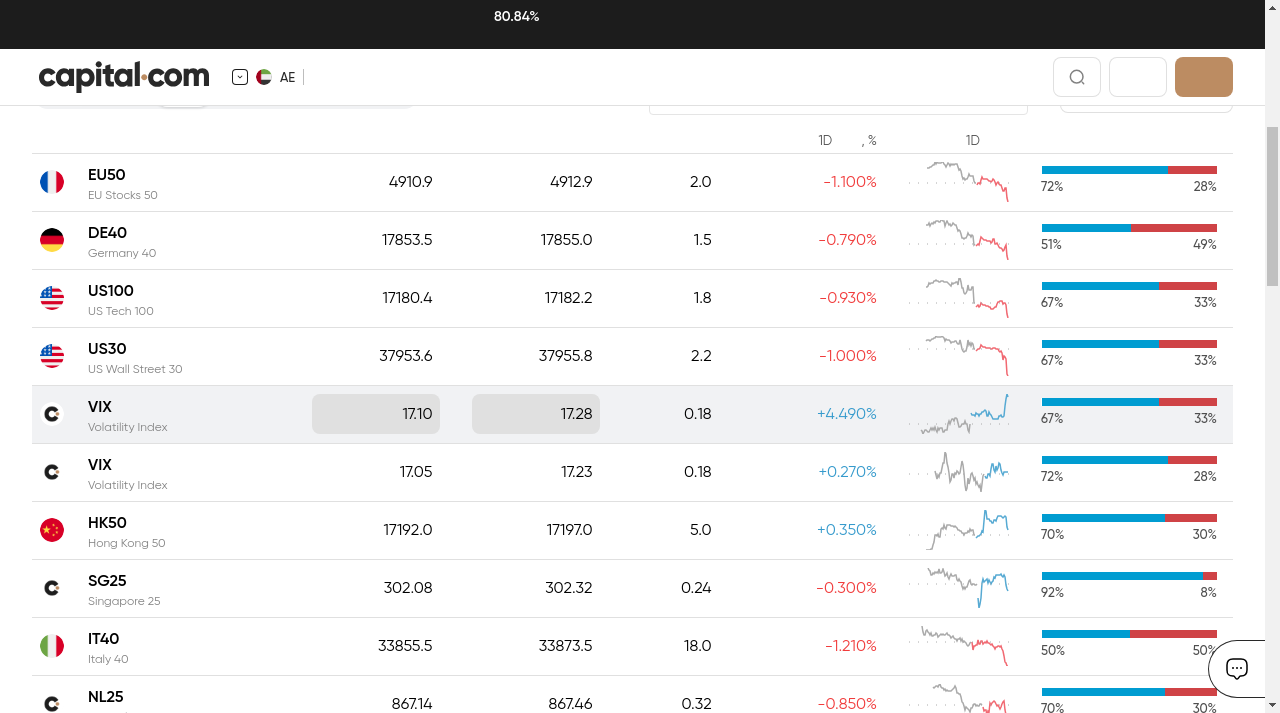 80.84%
capital.com
AE
1D , % 1D
EU50 4910.9 4912.9 2.0 -1.100% 72% 28%
EU Stocks 50
DE40 17853.5 17855.0 1.5 -0.790% 51% 49%
Germany 40
US100 17180.4 17182.2 1.8 -0.930% 67% 33%
US Tech 100
US30 37953.6 37955.8 2.2 -1.000% 67% 33%
US Wall Street 30
VIX 17.10 17.28 0.18 +4.490% 67% 33%
Volatility Index
VIX 17.05 17.23 0.18 +0.270% 72% 28%
Volatility Index
HK50 17192.0 17197.0 5.0 +0.350% 70% 30%
Hong Kong 50
SG25 302.08 302.32 0.24 -0.300% 92% 8%
Singapore 25
IT40 33855.5 33873.5 18.0 -1.210% 50% 50%
Italy 40
NL25 867.14 867.46 0.32 -0.850% 70% 30%